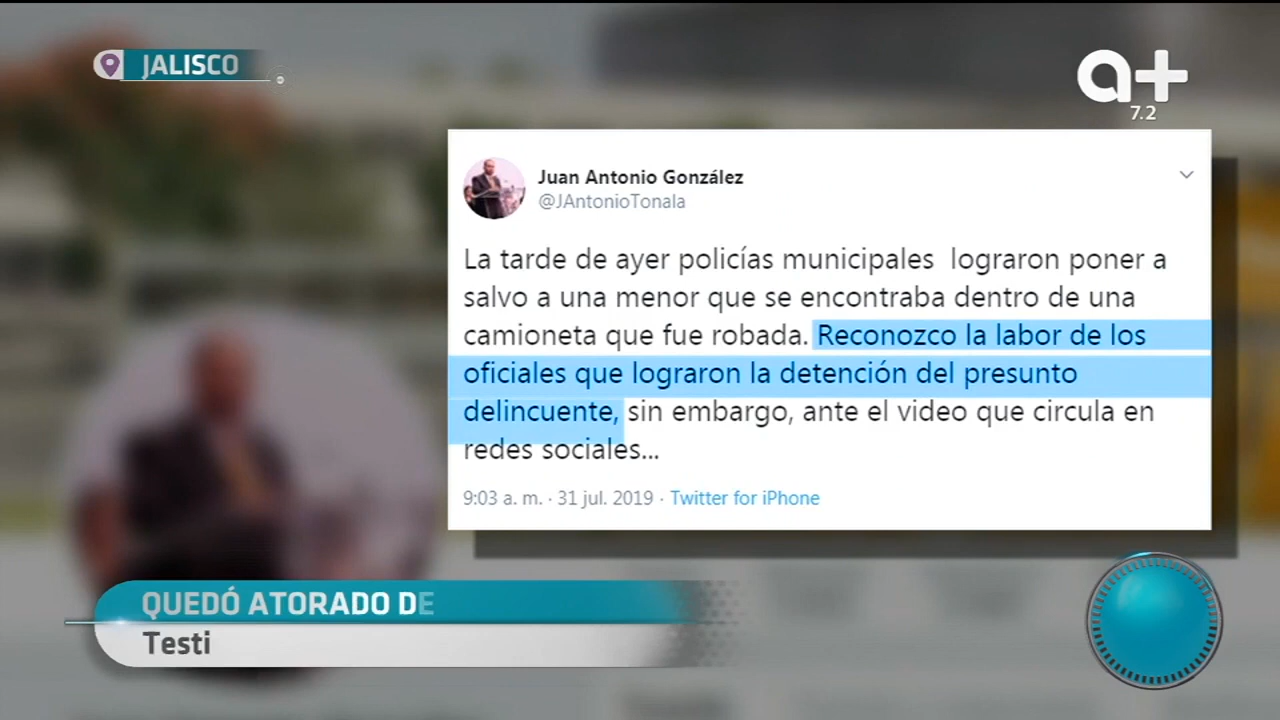 JALISCO
a+
7.2
Juan Antonio González
@JAntonioTonala
La tarde de ayer policías municipales lograron poner a
salvo a una menor que se encontraba dentro de una
camioneta que fue robada. Reconozco la labor de los
oficiales que lograron la detención del presunto
delincuente, sin embargo, ante el video que circula en
redes sociales...
9:03 a. m. · 31 jul. 2019 · Twitter for iPhone
QUEDÓ ATORADO DE
Testi